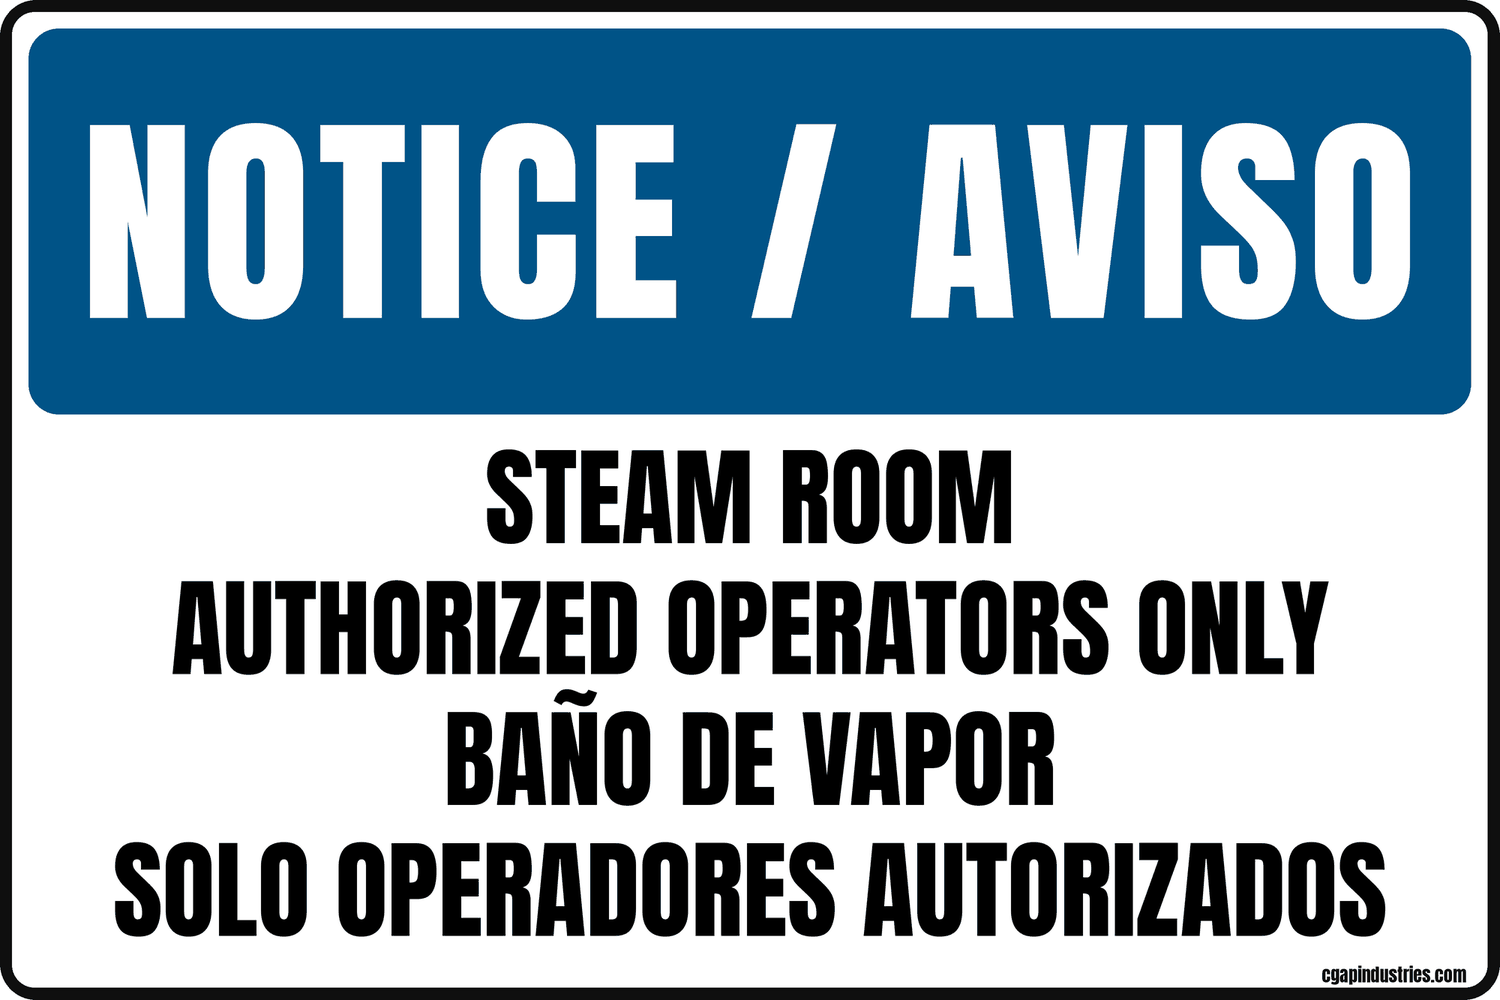 NOTICE / AVISO
STEAM ROOM
AUTHORIZED OPERATORS ONLY
BAÑO DE VAPOR
SOLO OPERADORES AUTORIZADOS
cgapindustries.com